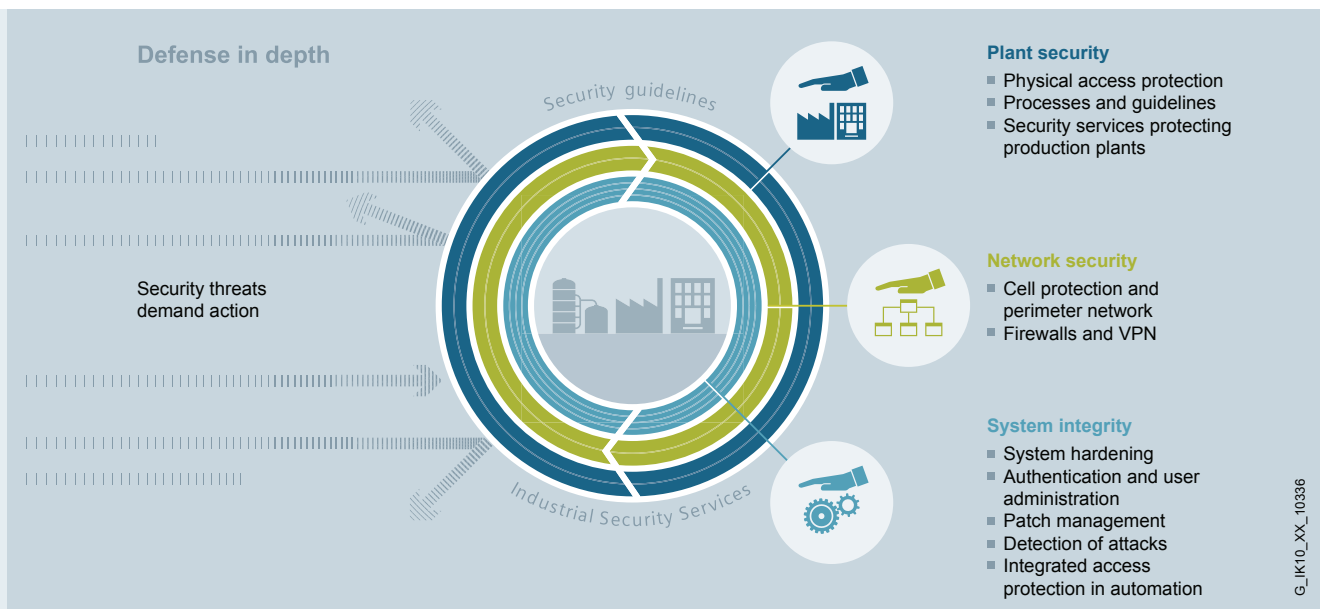 Defense in depth
Security guidelines
Security threats
demand action
Industrial Security Services
Plant security
Physical access protection
Processes and guidelines
Security services protecting
production plants
Network security
Cell protection and
perimeter network
Firewalls and VPN
System integrity
System hardening
Authentication and user
administration
Patch management
Detection of attacks
Integrated access
protection in automation
G_IK10_XX_10336